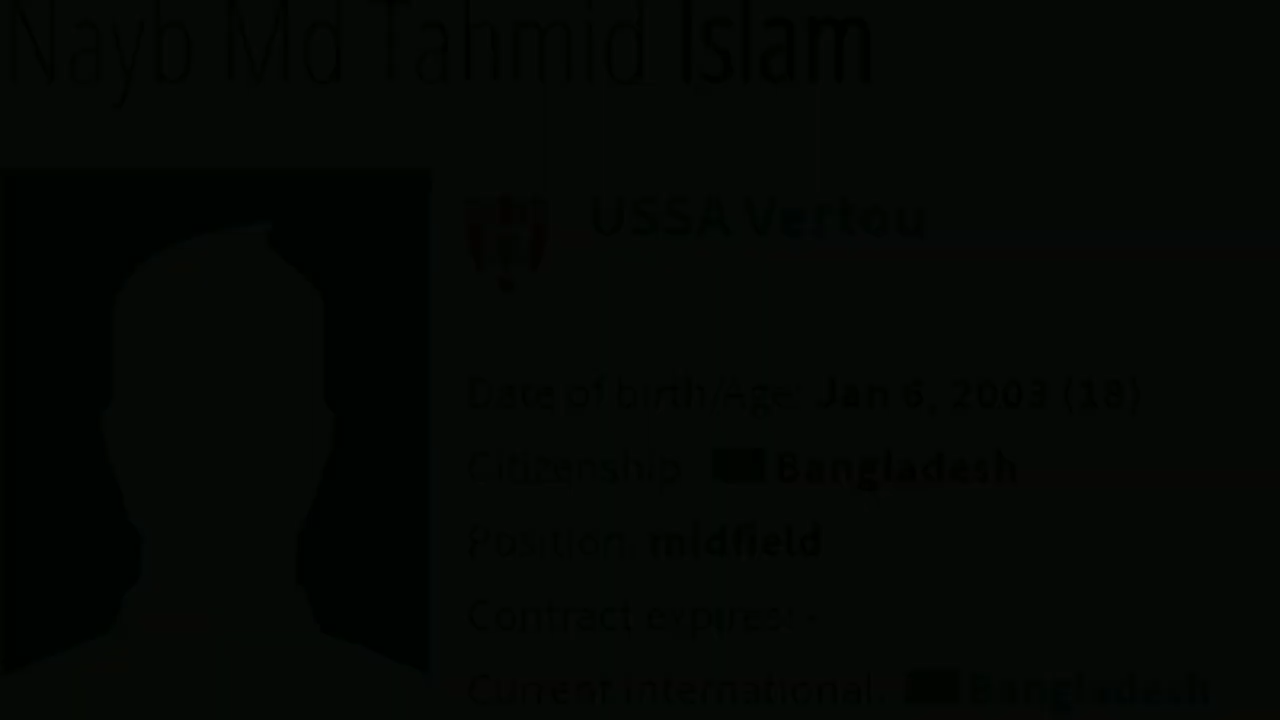 Nayb Md Tahmid Islam
USSA Vertou
Date of birth/Age: Jan 6, 2003 (18)
Citizenship: Bangladesh
Position: midfield
Contract expires: -
Current international: Bangladesh